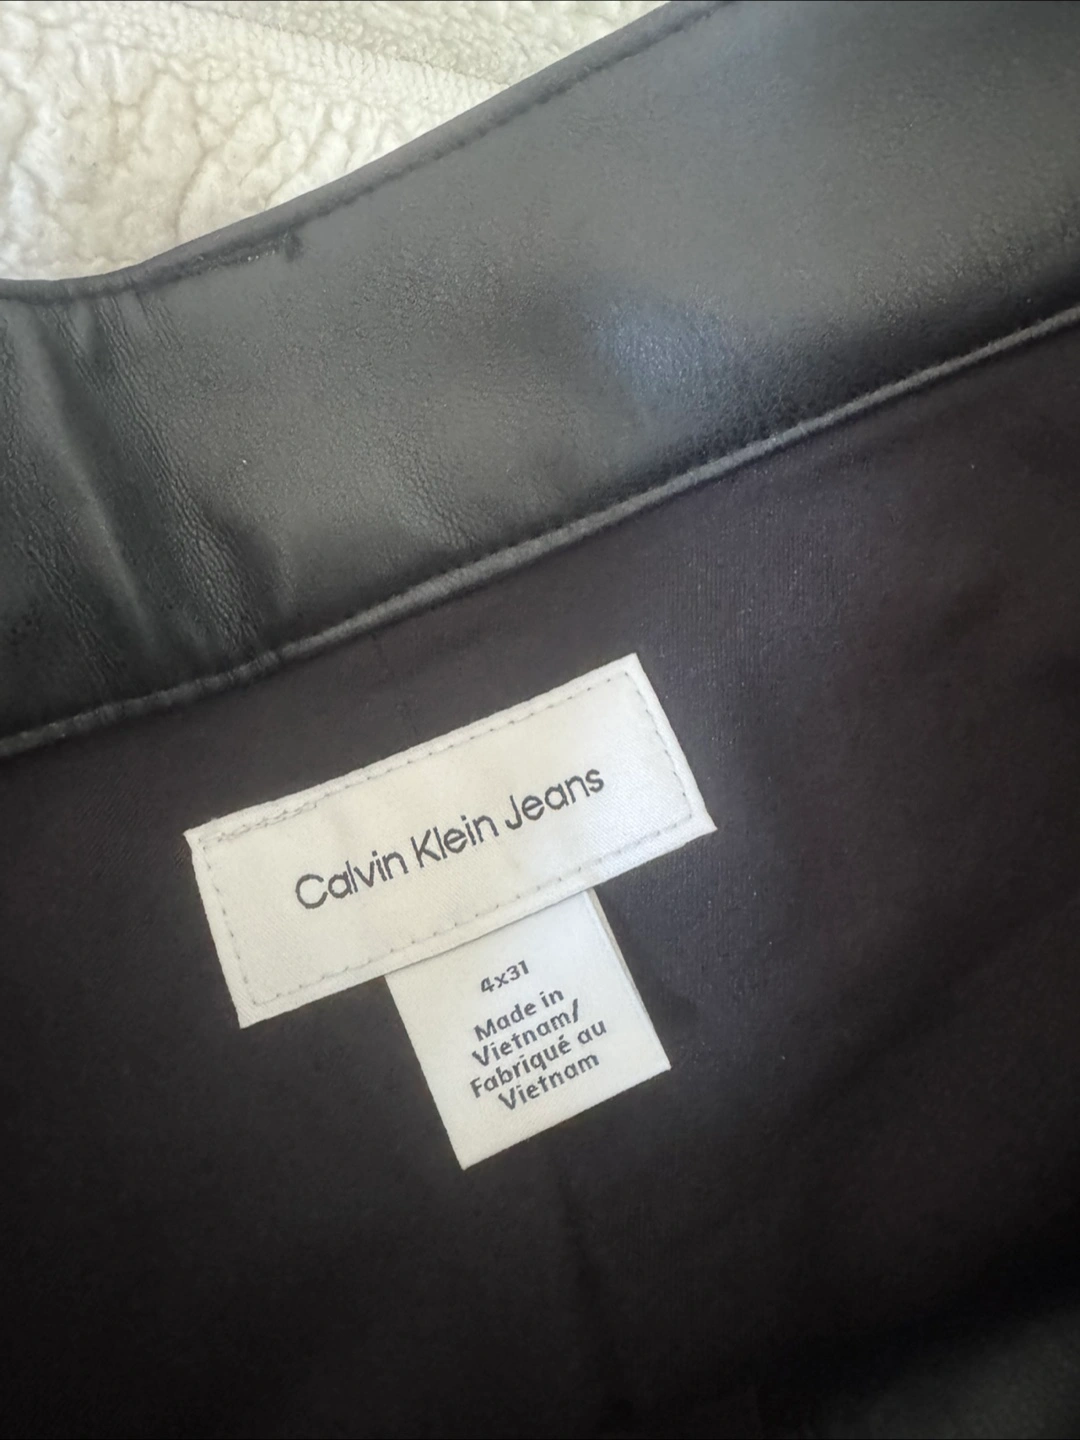 Calvin Klein Jeans
4x31
Made in
Vietnam/
Fabriqué au
Vietnam